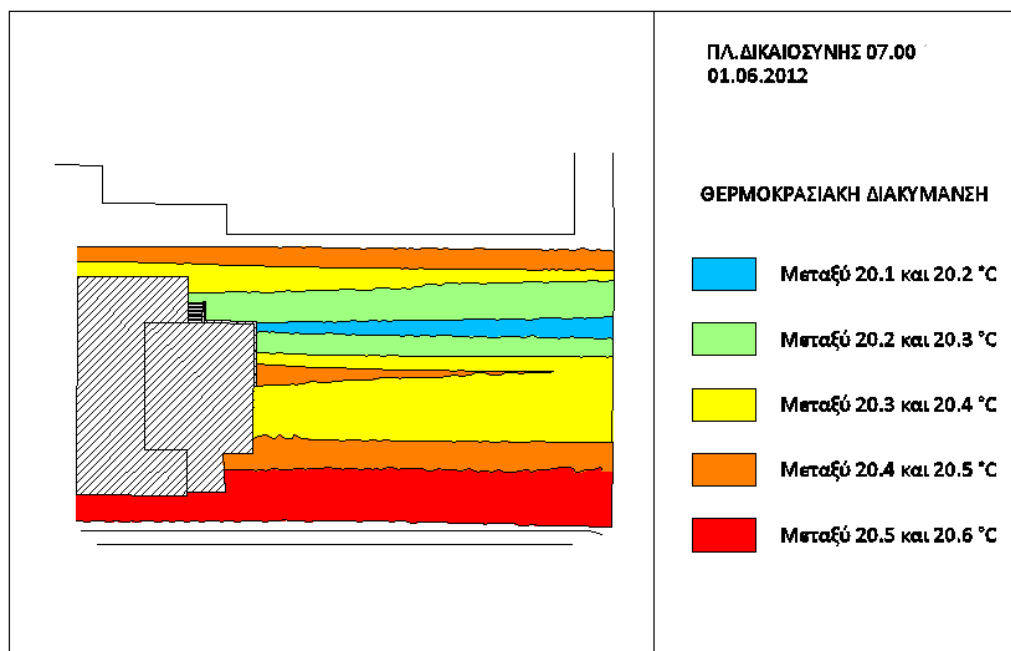 ΠΛ.ΔΙΚΑΙΟΣΥΝΗΣ 07.00
01.06.2012
ΘΕΡΜΟΚΡΑΣΙΑΚΗ ΔΙΑΚΥΜΑΝΣΗ
Μεταξύ 20.1 και 20.2 °C
Μεταξύ 20.2 και 20.3 °C
Μεταξύ 20.3 και 20.4 °C
Μεταξύ 20.4 και 20.5 °C
Μεταξύ 20.5 και 20.6 °C